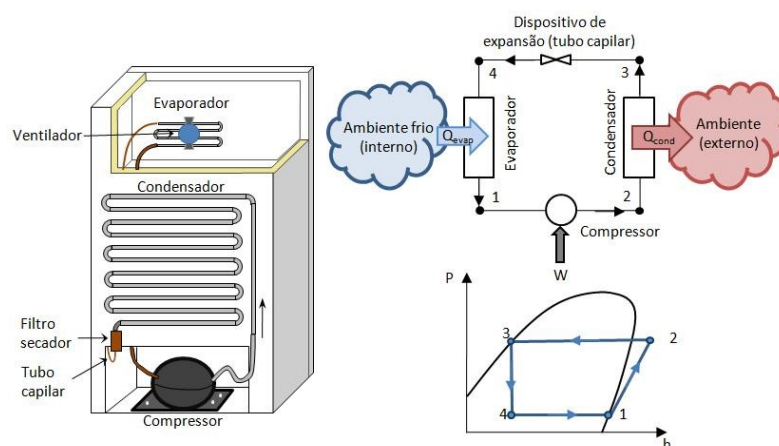 Evaporador
Ventilador
Condensador
Filtro
secador
Tubo
capilar
Compressor
Dispositivo de
expansão (tubo capilar)
4
3
Ambiente frio
(interno)
Qevap
Evaporador
Condensador
Qcond
Ambiente
(externo)
1
2
Compressor
W
P
3
2
4
1
h